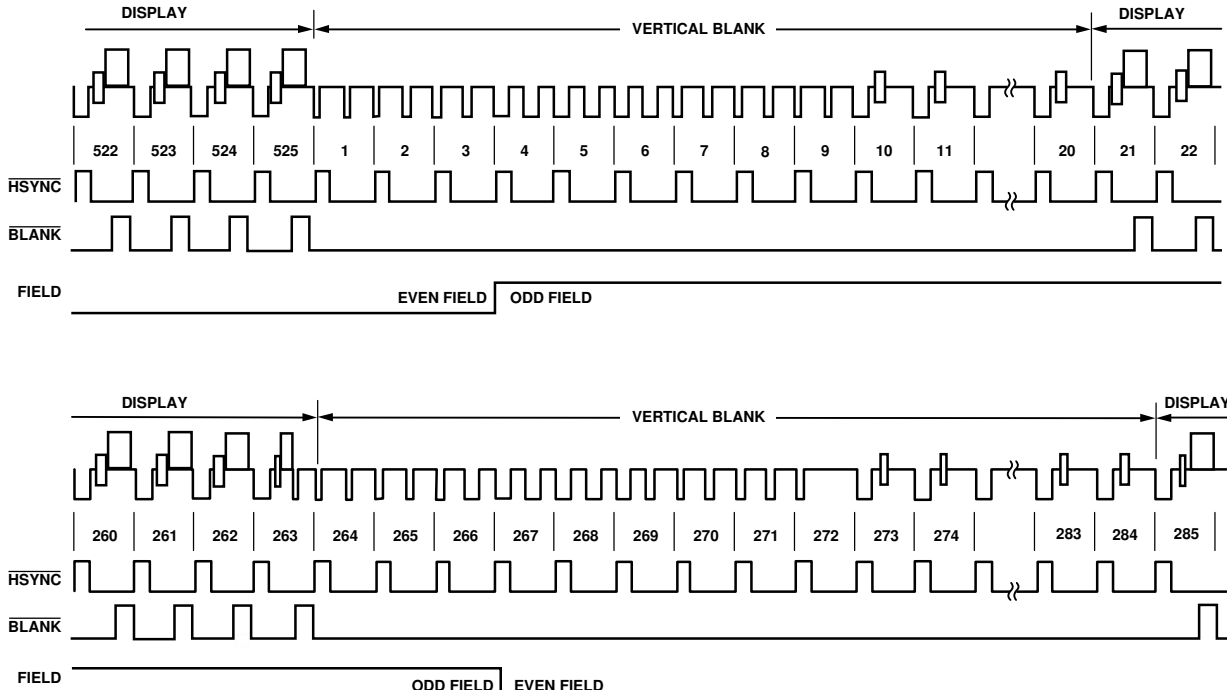 DISPLAY VERTICAL BLANK DISPLAY
522 523 524 525 1 2 3 4 5 6 7 8 9 10 11 20 21 22
HSYNC
BLANK
FIELD EVEN FIELD ODD FIELD
DISPLAY VERTICAL BLANK DISPLAY
260 261 262 263 264 265 266 267 268 269 270 271 272 273 274 283 284 285
HSYNC
BLANK
FIELD ODD FIELD EVEN FIELD